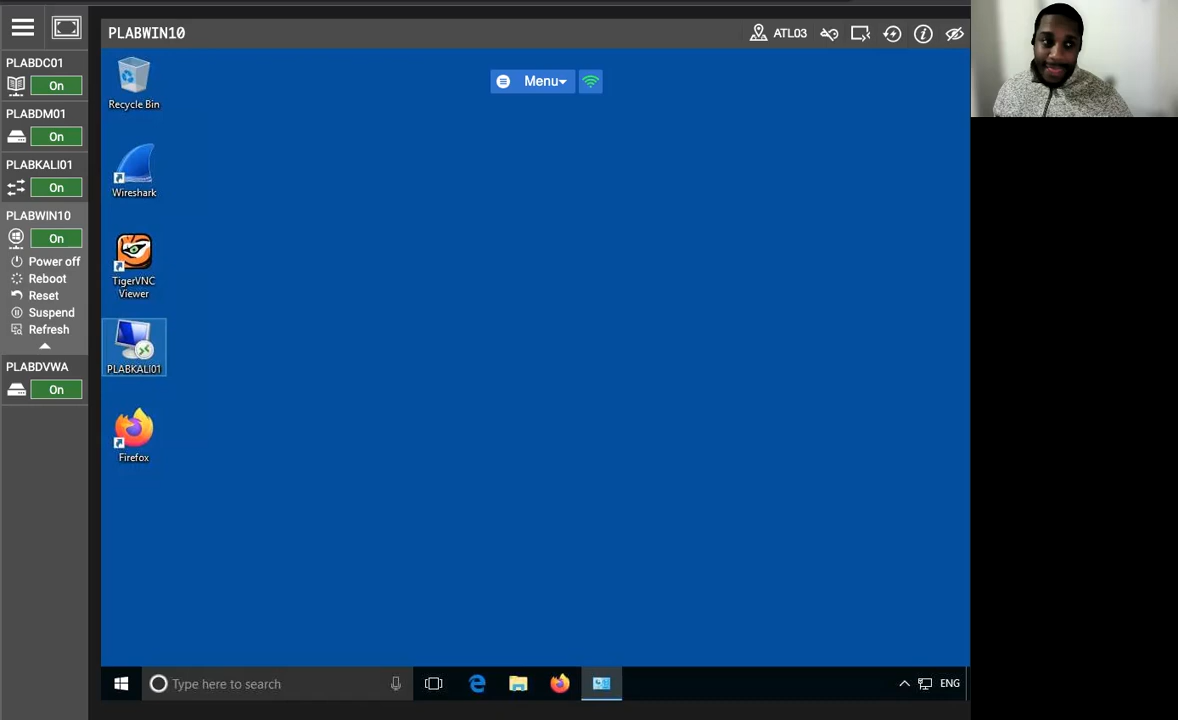 PLABWIN10
ATL03
PLABDC01
On
PLABDM01
On
PLABKALI01
On
PLABWIN10
On
Power off
Reboot
Reset
Suspend
Refresh
PLABDVWA
On
Menu
Recycle Bin
Wireshark
TigerVNC
Viewer
PLABKALI01
Firefox
Type here to search
ENG